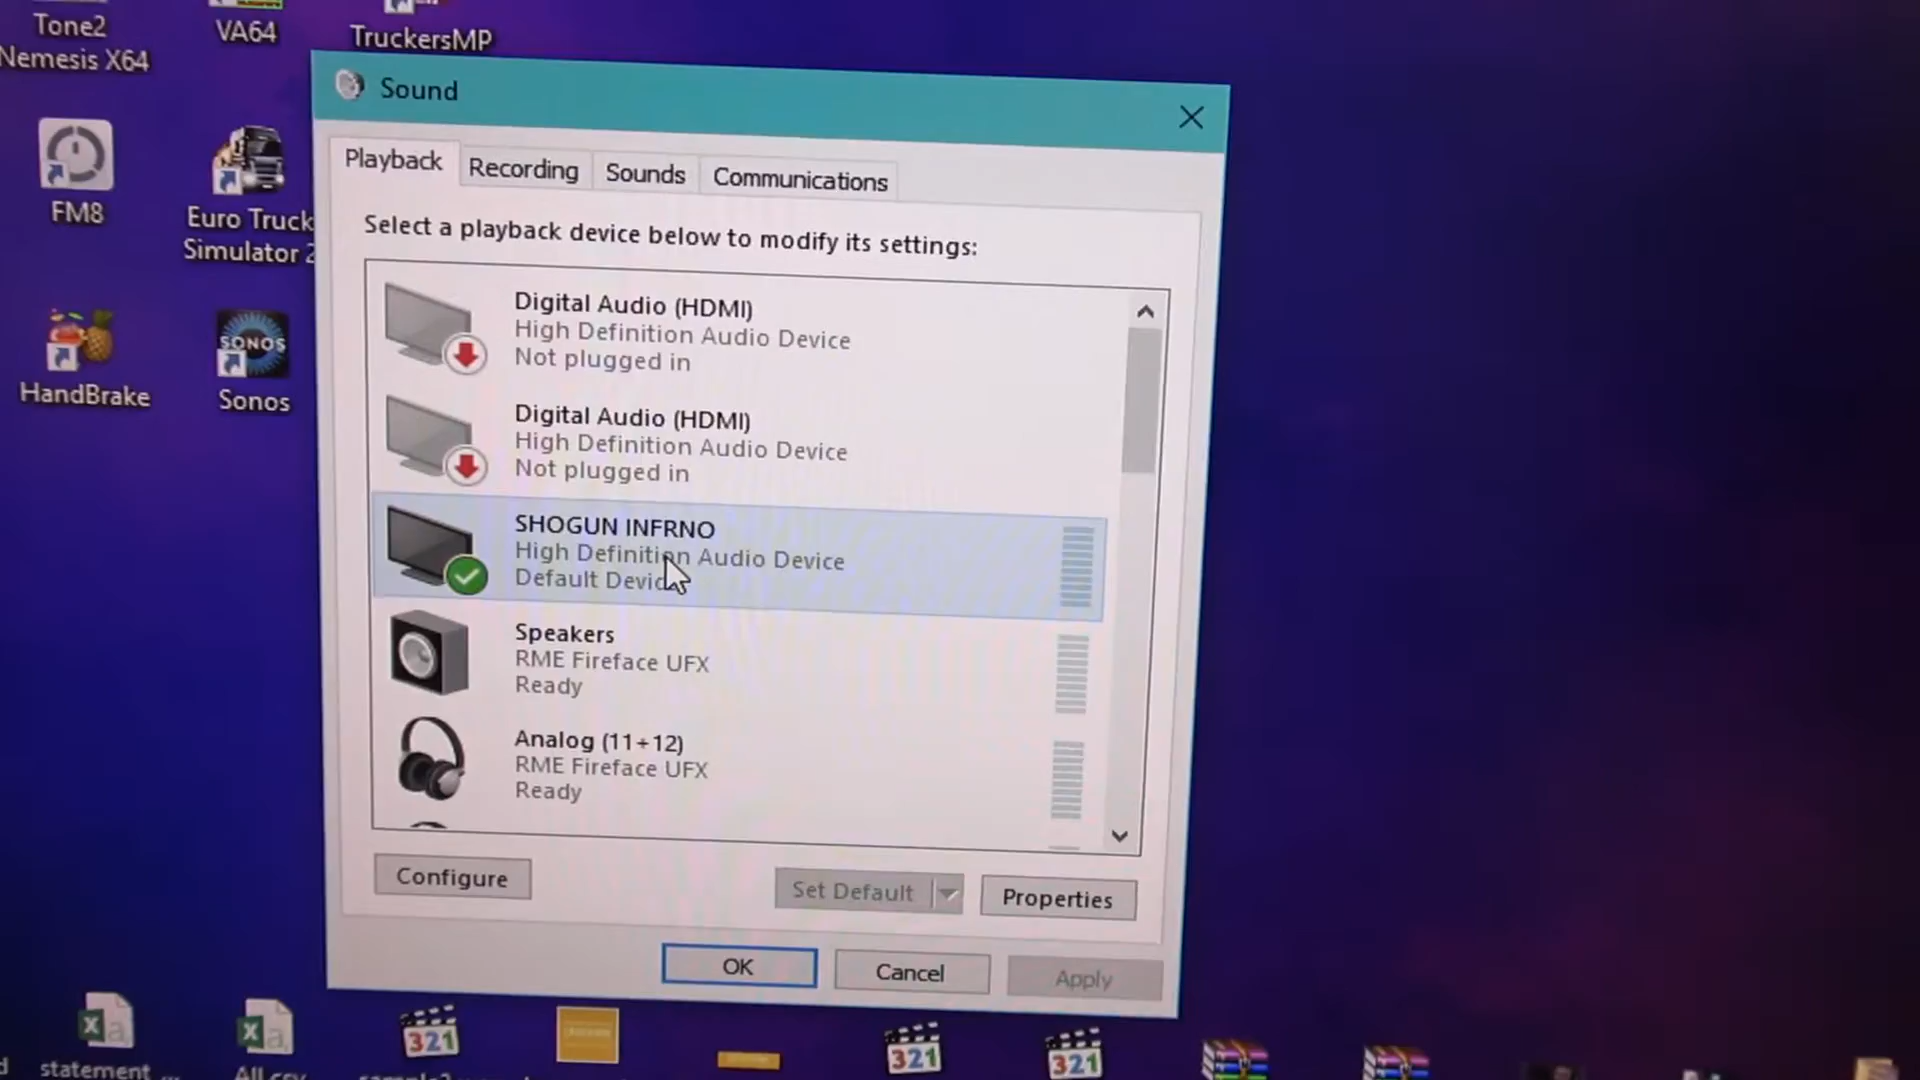 Tone2
Nemesis X64
VA64
TruckersMP
FM8
Euro Truck
Simulator 2
HandBrake
SONOS
Sonos
Sound
Playback
Recording
Sounds
Communications
Select a playback device below to modify its settings:
Digital Audio (HDMI)
High Definition Audio Device
Not plugged in
Digital Audio (HDMI)
High Definition Audio Device
Not plugged in
SHOGUN INFRNO
High Definition Audio Device
Default Devic
Speakers
RME Fireface UFX
Ready
Analog (11+12)
RME Fireface UFX
Ready
Configure
Set Default
Properties
OK
Cancel
Apply
321
321
321
statement ...
All.csv